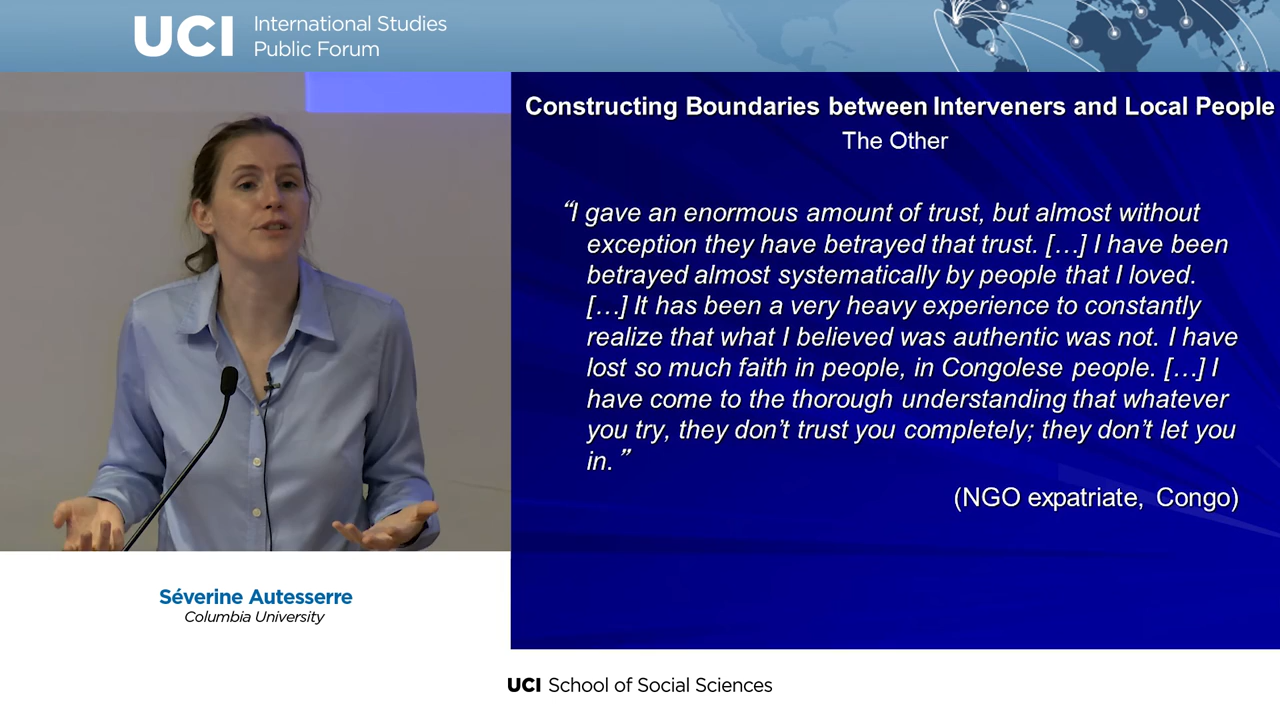 UCI International Studies
Public Forum
Constructing Boundaries between Interveners and Local People
The Other
“I gave an enormous amount of trust, but almost without
exception they have betrayed that trust. […] I have been
betrayed almost systematically by people that I loved.
[…] It has been a very heavy experience to constantly
realize that what I believed was authentic was not. I have
lost so much faith in people, in Congolese people. […] I
have come to the thorough understanding that whatever
you try, they don’t trust you completely; they don’t let you
in.”
(NGO expatriate, Congo)
Séverine Autesserre
Columbia University
UCI School of Social Sciences